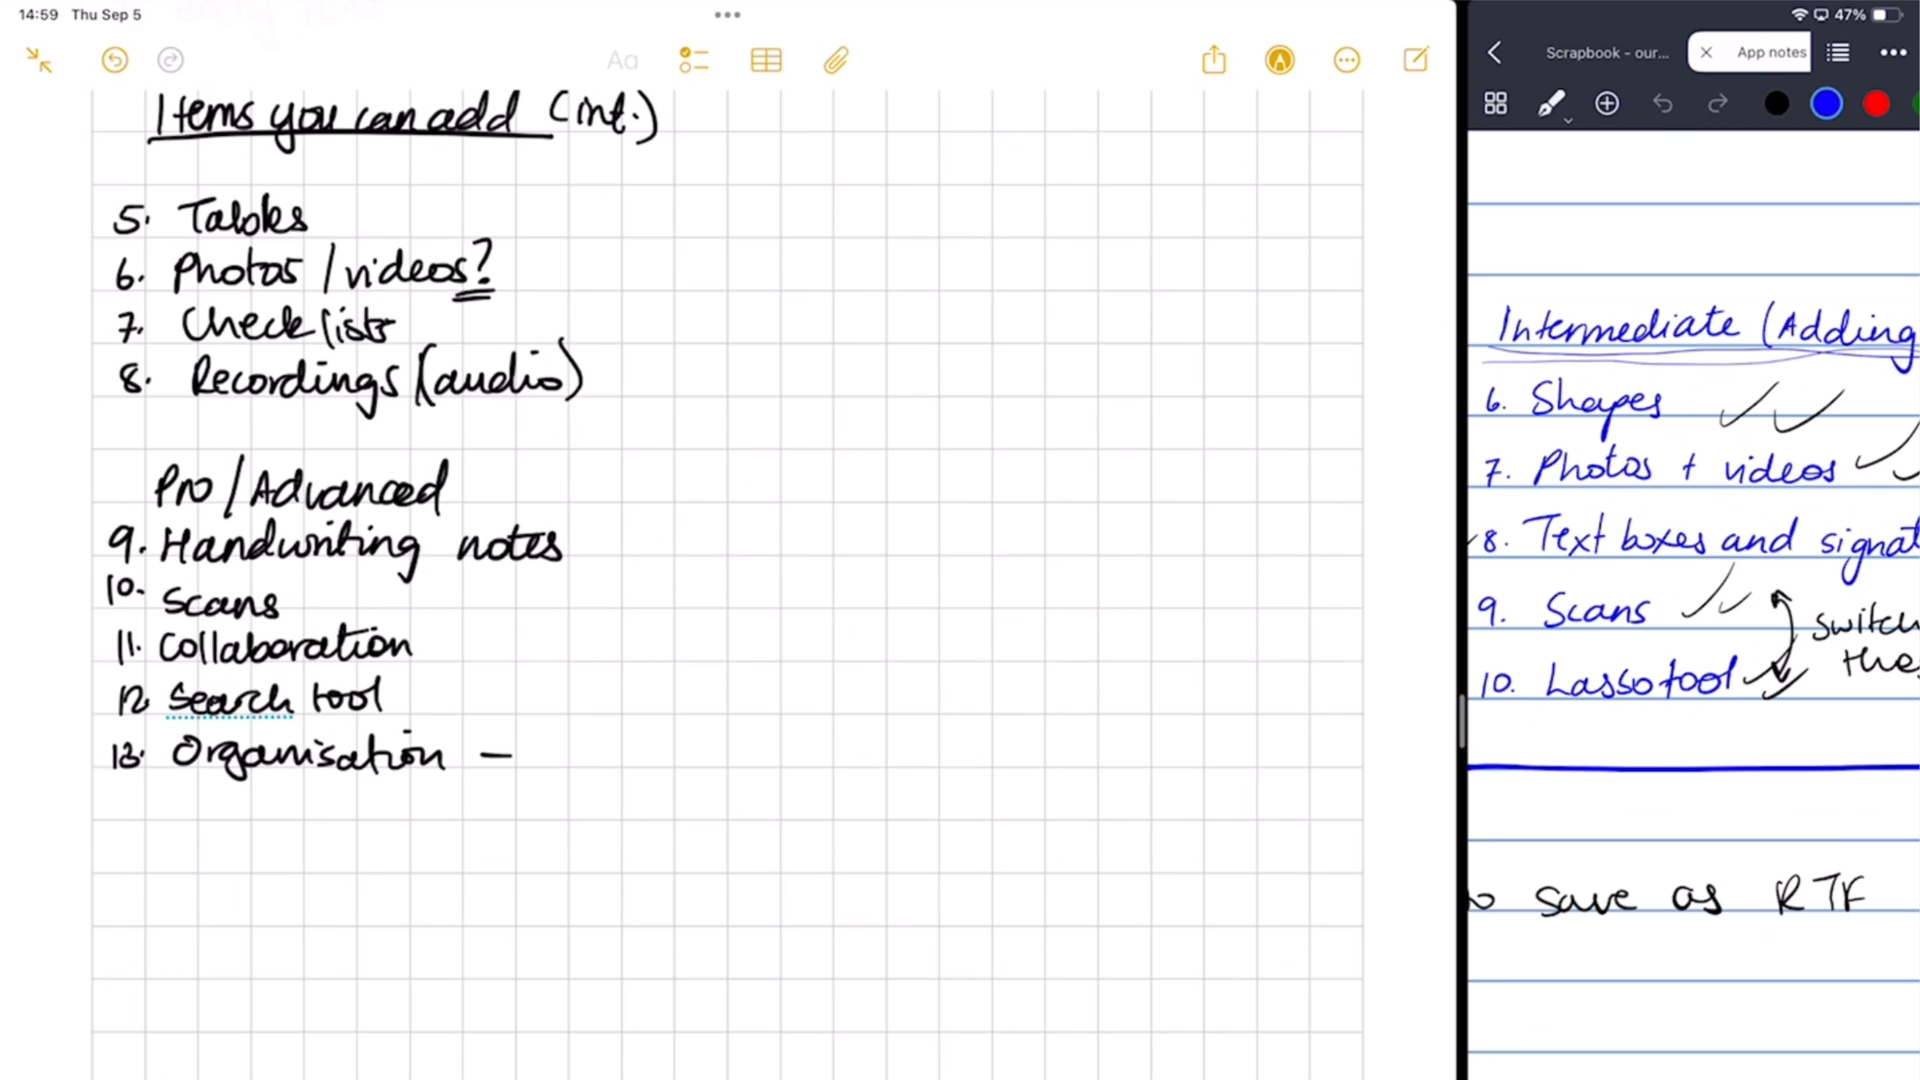 14:59 Thu Sep 5
47%
Aa
Scrapbook - our...
App notes
Items you can add (int.)
5. Tables
6. Photos / videos?
7. Checklists
8. Recordings (audio)
Pro / Advanced
9. Handwriting notes
10. Scans
11. Collaboration
12. Search tool
13. Organisation —
Intermediate (Adding
6. Shapes
7. Photos + videos
8. Text boxes and signat
9. Scans
switch
10. Lasso tool
save as RTF